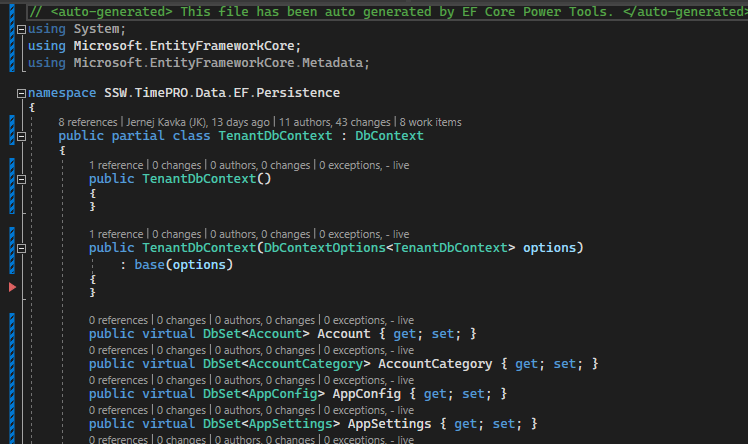 // <auto-generated> This file has been auto generated by EF Core Power Tools. </auto-generated>
using System;
using Microsoft.EntityFrameworkCore;
using Microsoft.EntityFrameworkCore.Metadata;
namespace SSW.TimePRO.Data.EF.Persistence
{
8 references | Jernej Kavka (JK), 13 days ago | 11 authors, 43 changes | 8 work items
public partial class TenantDbContext : DbContext
{
1 reference | 0 changes | 0 authors, 0 changes | 0 exceptions, - live
public TenantDbContext()
{
}
1 reference | 0 changes | 0 authors, 0 changes | 0 exceptions, - live
public TenantDbContext(DbContextOptions<TenantDbContext> options)
: base(options)
{
}
0 references | 0 changes | 0 authors, 0 changes | 0 exceptions, - live
public virtual DbSet<Account> Account { get; set; }
0 references | 0 changes | 0 authors, 0 changes | 0 exceptions, - live
public virtual DbSet<AccountCategory> AccountCategory { get; set; }
0 references | 0 changes | 0 authors, 0 changes | 0 exceptions, - live
public virtual DbSet<AppConfig> AppConfig { get; set; }
0 references | 0 changes | 0 authors, 0 changes | 0 exceptions, - live
public virtual DbSet<AppSettings> AppSettings { get; set; }
0 references | 0 changes | 0 authors, 0 changes | 0 exceptions, - live